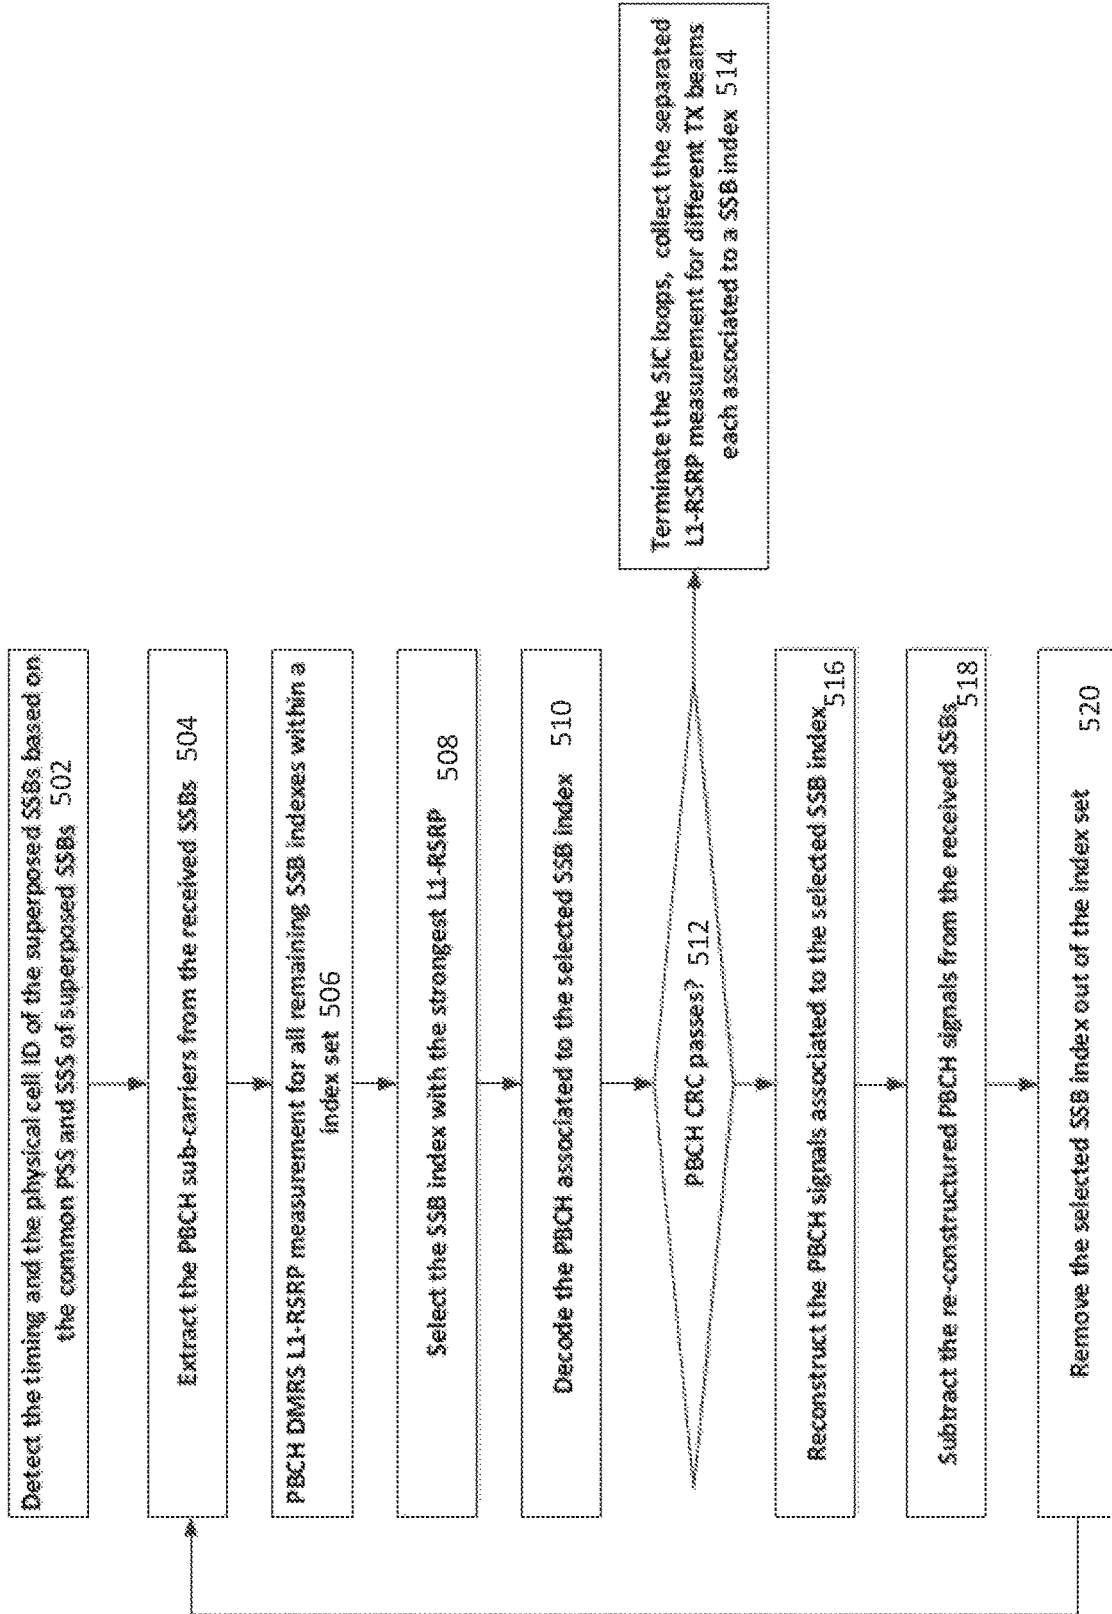 Detect the timing and the physical cell ID of the superposed SSBs based on
the common PSS and SSS of superposed SSBs 502
Extract the PBCH sub-carriers from the received SSBs 504
PBCH DMRS L1-RSRP measurement for all remaining SSB indexes within a
index set 506
Select the SSB index with the strongest L1-RSRP 508
Decode the PBCH associated to the selected SSB index 510
PBCH CRC passes? 512
Terminate the SIC loops, collect the separated
L1-RSRP measurement for different TX beams
each associated to a SSB index 514
Reconstruct the PBCH signals associated to the selected SSB index 516
Subtract the re-constructured PBCH signals from the received SSBs 518
Remove the selected SSB index out of the index set 520